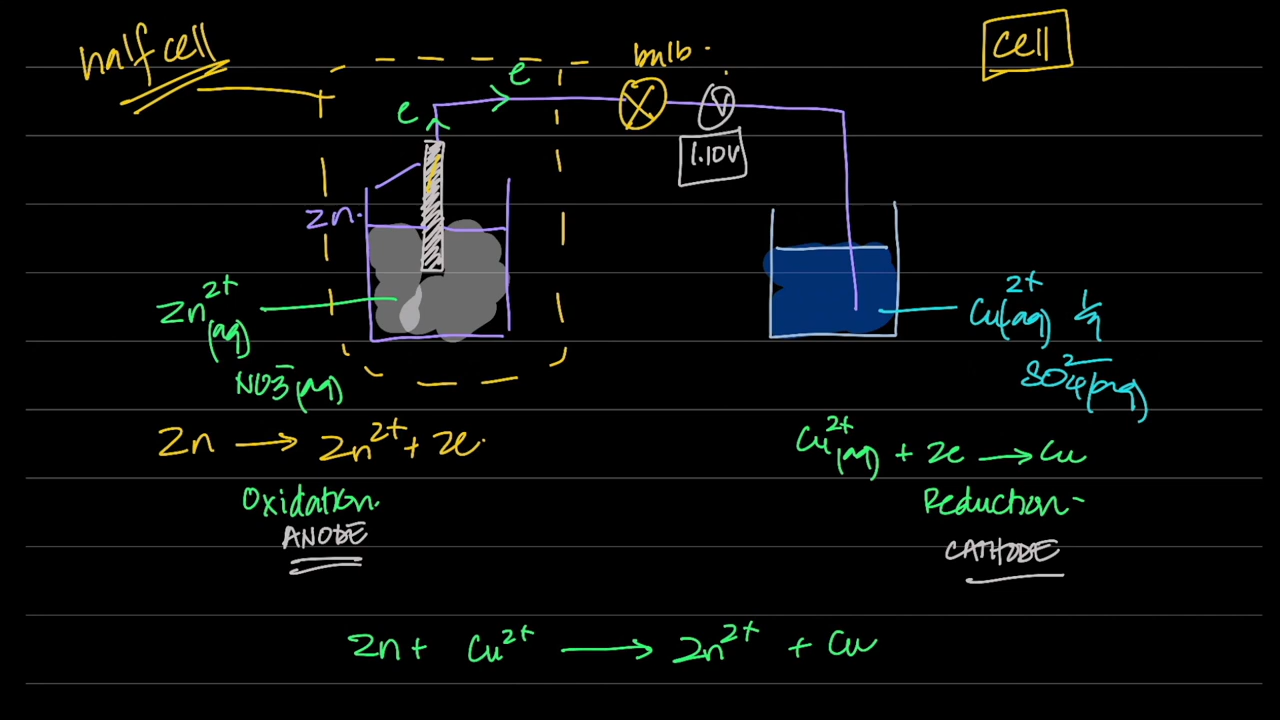 half cell
cell
bulb.
e
e
X
V
1.10V
Zn.
Zn2+(aq)
NO3-(aq)
Cu2+(aq)
SO42-(aq)
Zn → Zn2+ + 2e.
Oxidation.
ANODE
Cu2+(aq) + 2e → Cu
Reduction-
CATHODE
Zn + Cu2+ → Zn2+ + Cu